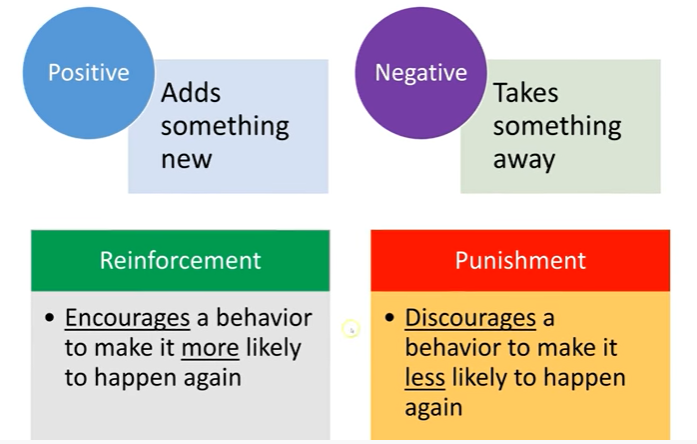 Positive
Adds
something
new
Negative
Takes
something
away
Reinforcement
• Encourages a behavior
to make it more likely
to happen again
Punishment
• Discourages a
behavior to make it
less likely to happen
again